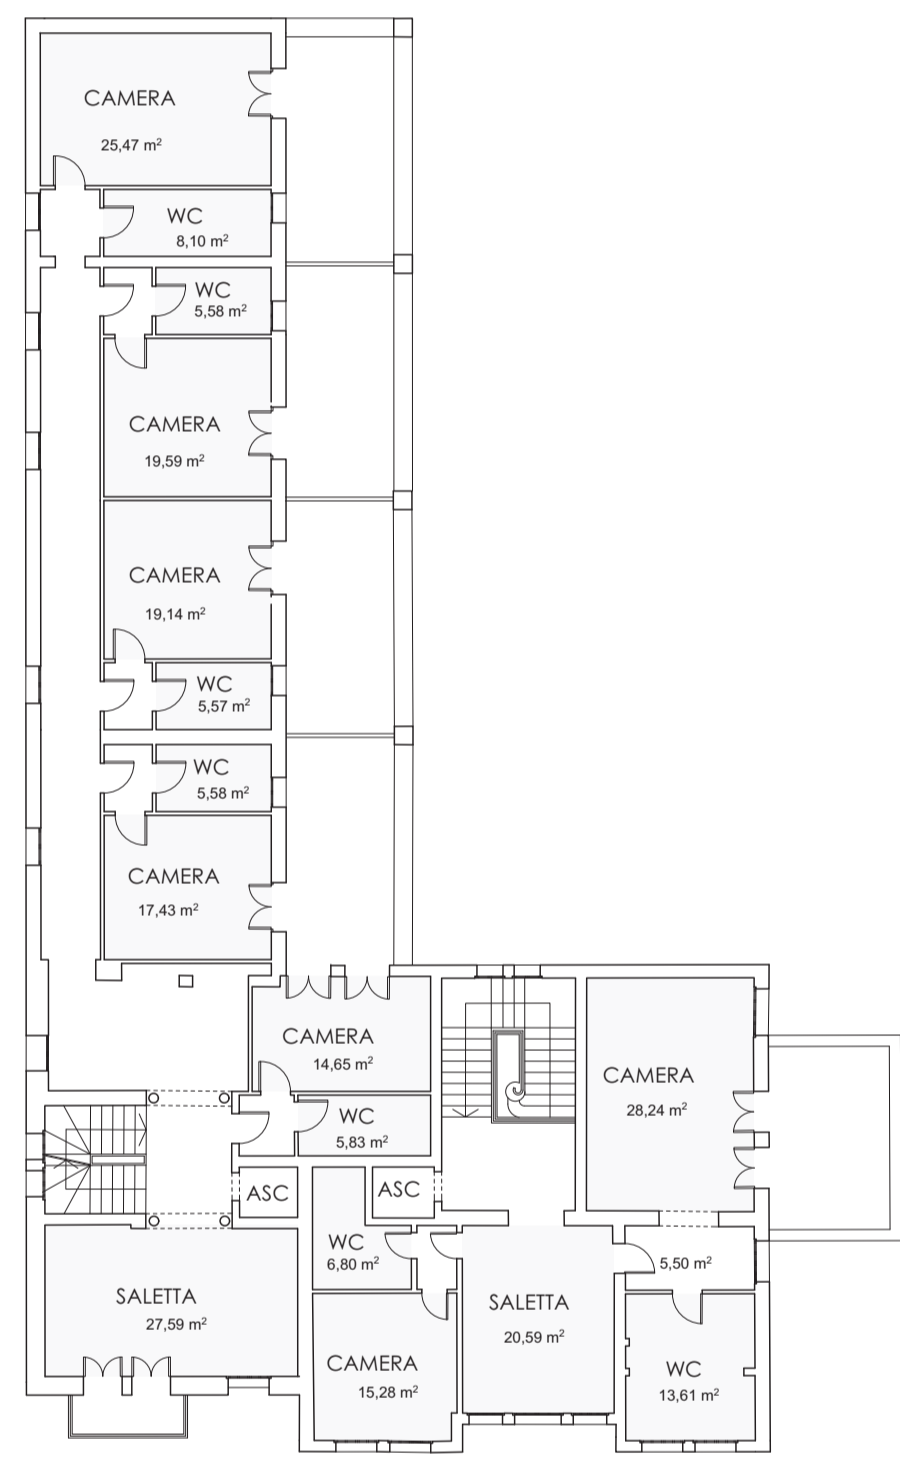 CAMERA
25,47 m²
WC
8,10 m²
WC
5,58 m²
CAMERA
19,59 m²
CAMERA
19,14 m²
WC
5,57 m²
WC
5,58 m²
CAMERA
17,43 m²
CAMERA
14,65 m²
CAMERA
28,24 m²
WC
5,83 m²
ASC
ASC
WC
6,80 m²
5,50 m²
SALETTA
27,59 m²
SALETTA
20,59 m²
CAMERA
15,28 m²
WC
13,61 m²